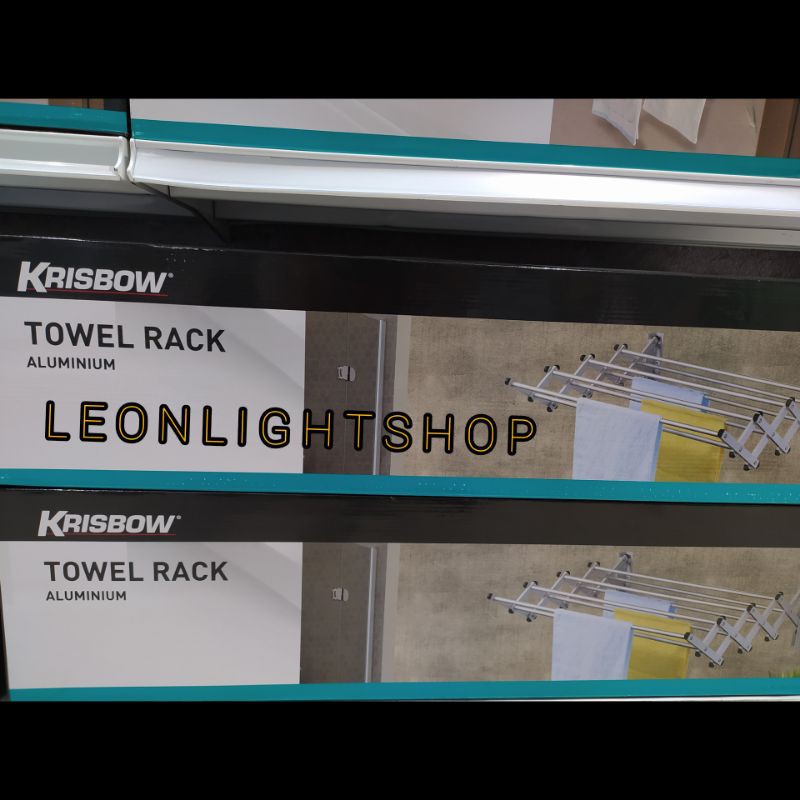 KRISBOW®
TOWEL RACK
ALUMINIUM
LEONLIGHTSHOP
KRISBOW®
TOWEL RACK
ALUMINIUM